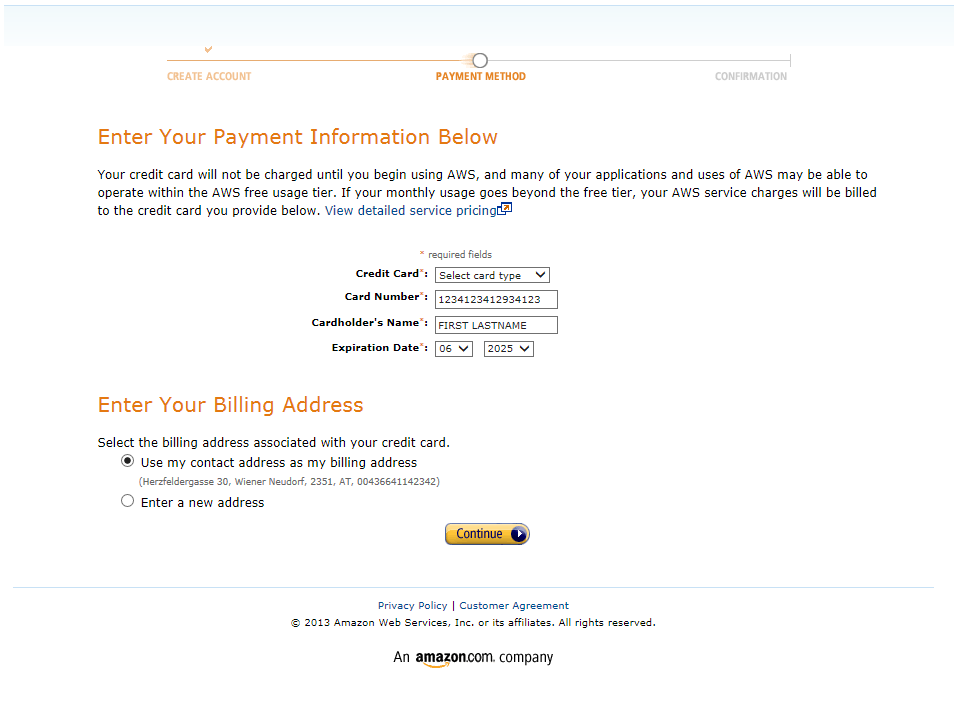 CREATE ACCOUNT PAYMENT METHOD CONFIRMATION
Enter Your Payment Information Below
Your credit card will not be charged until you begin using AWS, and many of your applications and uses of AWS may be able to
operate within the AWS free usage tier. If your monthly usage goes beyond the free tier, your AWS service charges will be billed
to the credit card you provide below. View detailed service pricing
* required fields
Credit Card*: Select card type
Card Number*: 1234123412934123
Cardholder's Name*: FIRST LASTNAME
Expiration Date*: 06 2025
Enter Your Billing Address
Select the billing address associated with your credit card.
Use my contact address as my billing address
(Herzfeldergasse 30, Wiener Neudorf, 2351, AT, 00436641142342)
Enter a new address
Continue
Privacy Policy | Customer Agreement
© 2013 Amazon Web Services, Inc. or its affiliates. All rights reserved.
An amazon.com. company